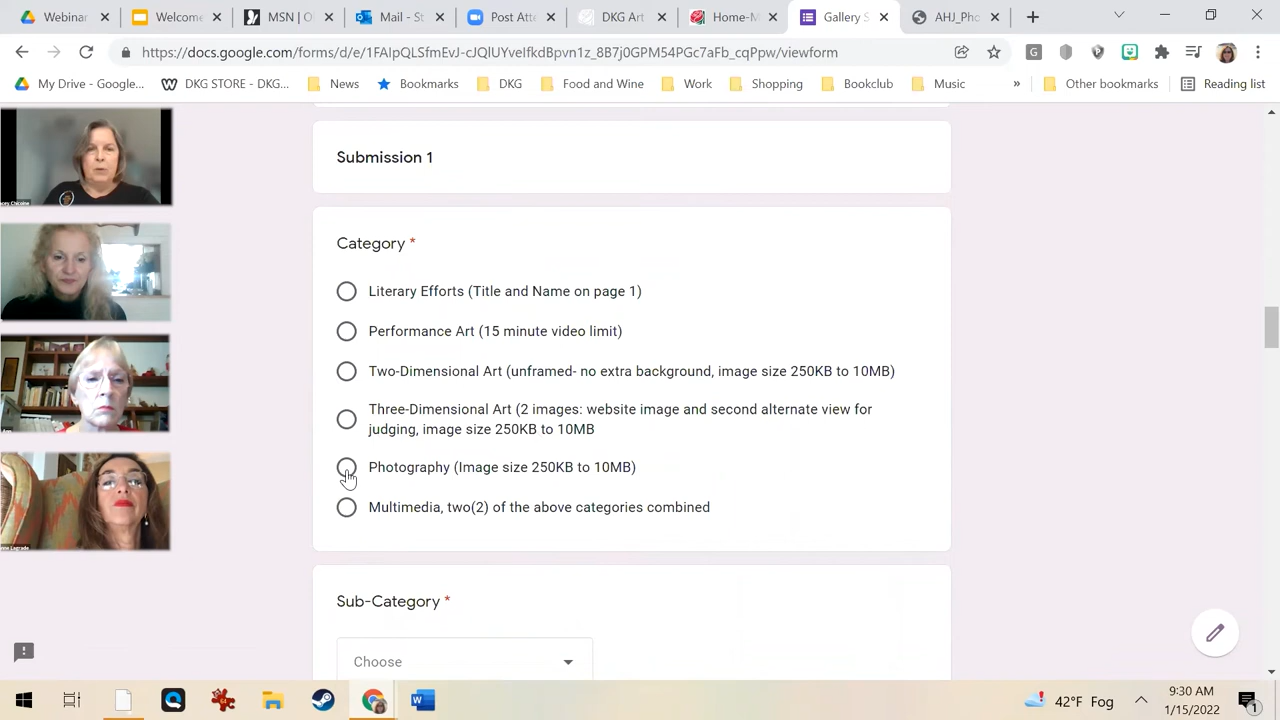 Webinar
Welcome
MSN | O
Mail - St
Post Att
DKG Art
Home-M
Gallery S
AHJ_Pho
https://docs.google.com/forms/d/e/1FAIpQLSfmEvJ-cJQlUYvelfkdBpvn1z_8B7j0GPM54PGc7aFb_cqPpw/viewform
My Drive - Google...
DKG STORE - DKG...
News
Bookmarks
DKG
Food and Wine
Work
Shopping
Bookclub
Music
»
Other bookmarks
Reading list
Submission 1
Category *
Literary Efforts (Title and Name on page 1)
Performance Art (15 minute video limit)
Two-Dimensional Art (unframed- no extra background, image size 250KB to 10MB)
Three-Dimensional Art (2 images: website image and second alternate view for
judging, image size 250KB to 10MB
Photography (Image size 250KB to 10MB)
Multimedia, two(2) of the above categories combined
Sub-Category *
Choose
42°F Fog
9:30 AM
1/15/2022